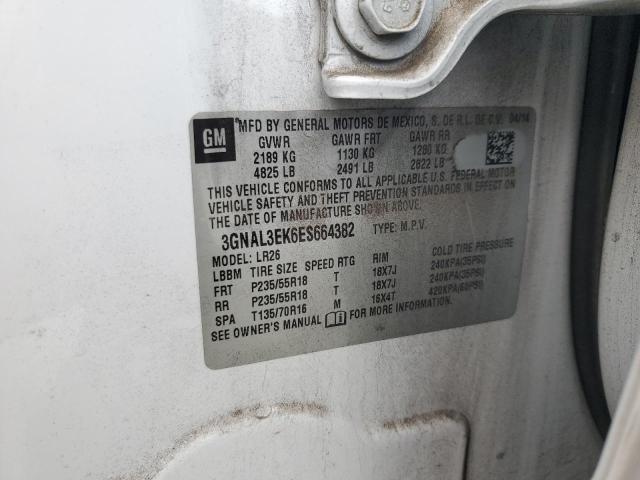 GM MFD BY GENERAL MOTORS DE MEXICO, S. DE R.L. DE C.V. 04/14
GVWR GAWR FRT GAWR RR
2189 KG 1130 KG 1280 KG
4825 LB 2491 LB 2822 LB
THIS VEHICLE CONFORMS TO ALL APPLICABLE U.S. FEDERAL MOTOR
VEHICLE SAFETY AND THEFT PREVENTION STANDARDS IN EFFECT ON
THE DATE OF MANUFACTURE SHOWN ABOVE.
3GNAL3EK6ES664382 TYPE: M.P.V.
MODEL: LR26
LBBM TIRE SIZE SPEED RTG RIM COLD TIRE PRESSURE
FRT P235/55R18 T 18X7J 240KPA(35PSI)
RR P235/55R18 T 18X7J 240KPA(35PSI)
SPA T135/70R16 M 16X4T 420KPA(60PSI)
SEE OWNER'S MANUAL FOR MORE INFORMATION